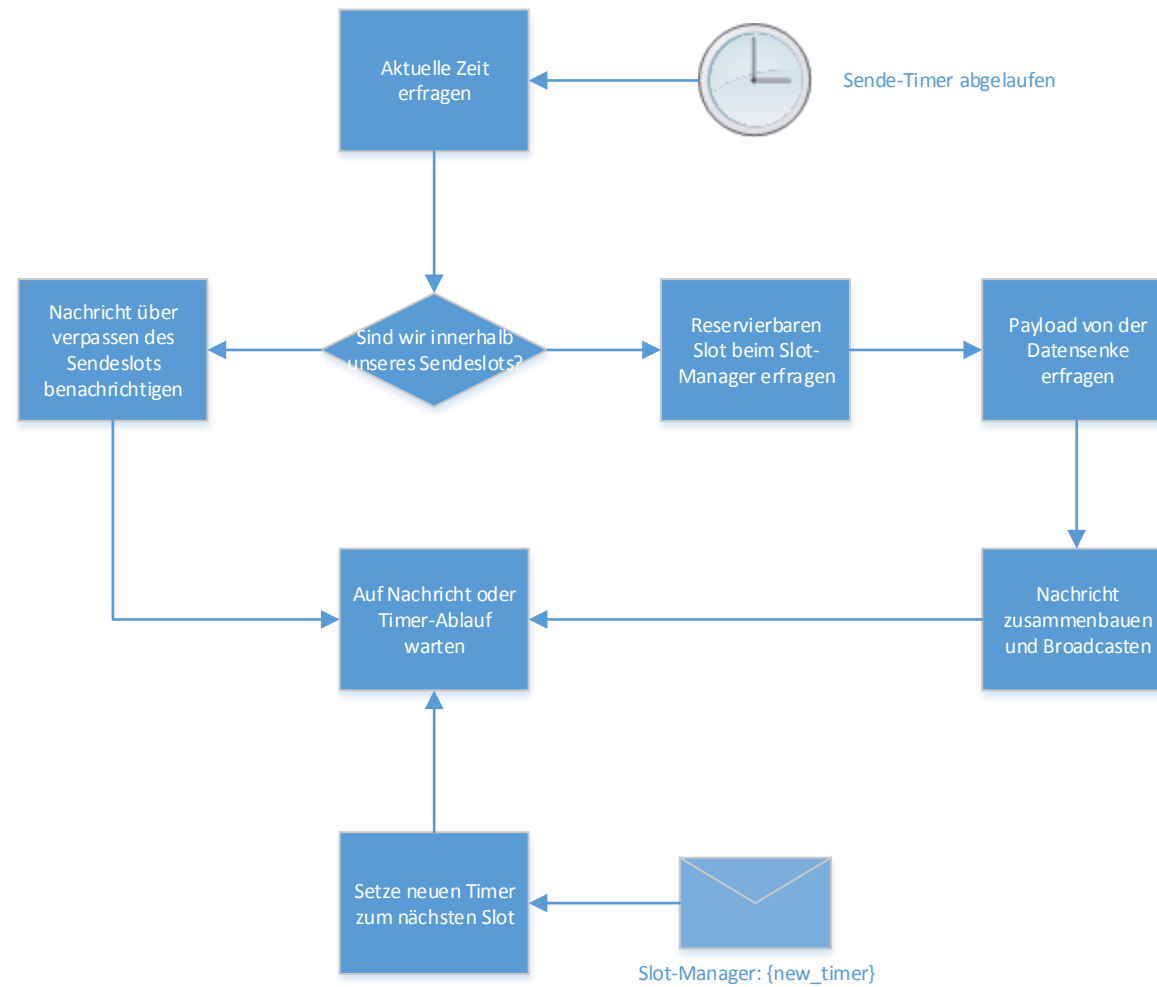 Aktuelle Zeit
erfragen
Sende-Timer abgelaufen
Nachricht über
verpassen des
Sendeslots
benachrichtigen
Sind wir innerhalb
unseres Sendeslots?
Reservierbaren
Slot beim Slot-
Manager erfragen
Payload von der
Datensenke
erfragen
Auf Nachricht oder
Timer-Ablauf
warten
Nachricht
zusammenbauen
und Broadcasten
Setze neuen Timer
zum nächsten Slot
Slot-Manager: {new_timer}